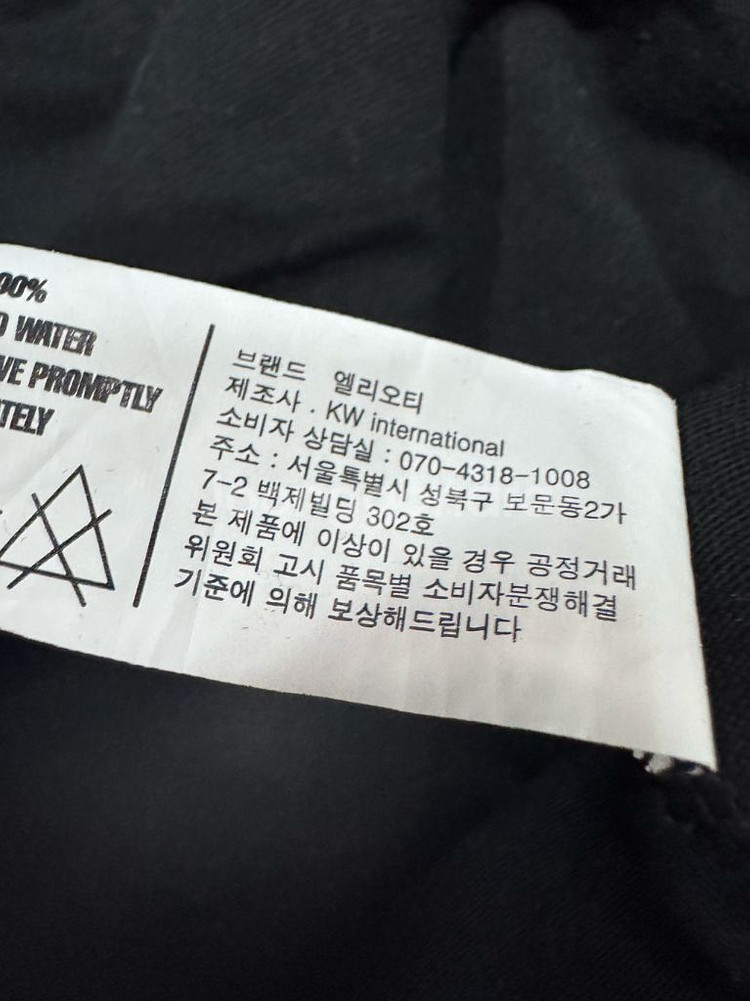 00%
WATER
VE PROMPTLY
TELY
브랜드 엘리오티
제조사 . KW international
소비자 상담실 : 070-4318-1008
주소 : 서울특별시 성북구 보문동2가
7-2 백제빌딩 302호
본 제품에 이상이 있을 경우 공정거래
위원회 고시 품목별 소비자분쟁해결
기준에 의해 보상해드립니다